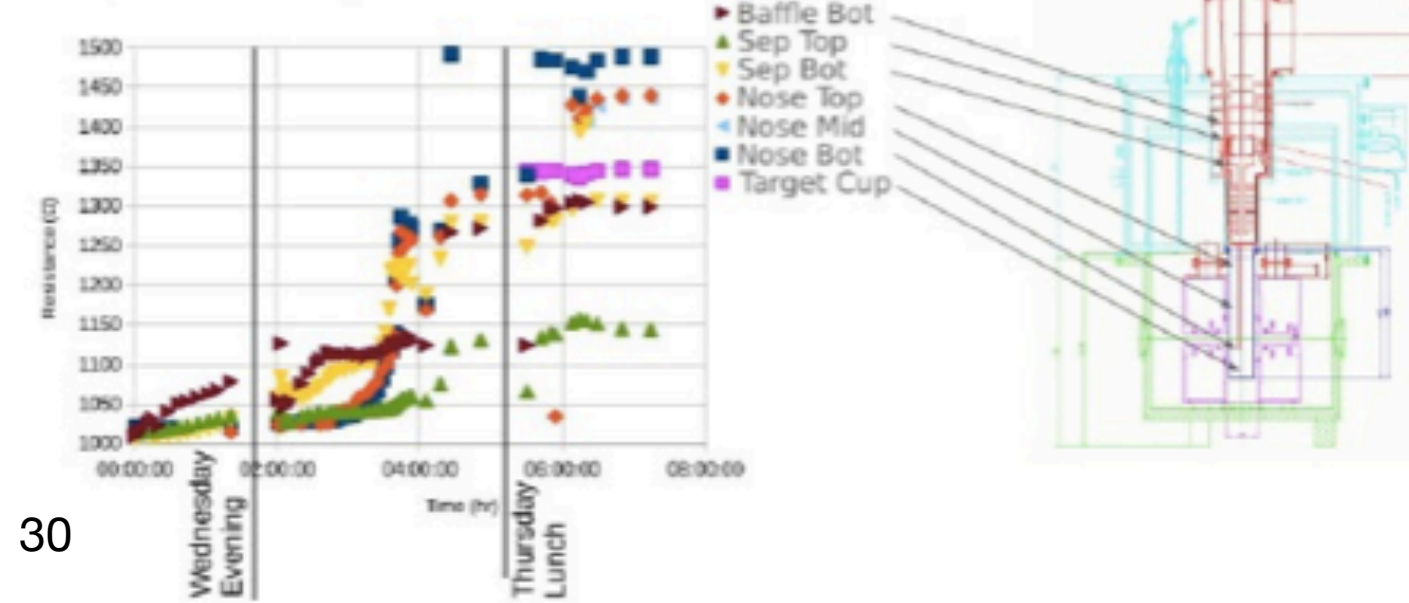 Baffle Bot
Sep Top
Sep Bot
Nose Top
Nose Mid
Nose Bot
Target Cup
1500
1450
1400
1350
1300
1250
1200
1150
1100
1050
1000
Resistance (Ω)
00:00:00 02:00:00 04:00:00 06:00:00 08:00:00
Time (hr)
Wednesday
Evening
Thursday
Lunch
30